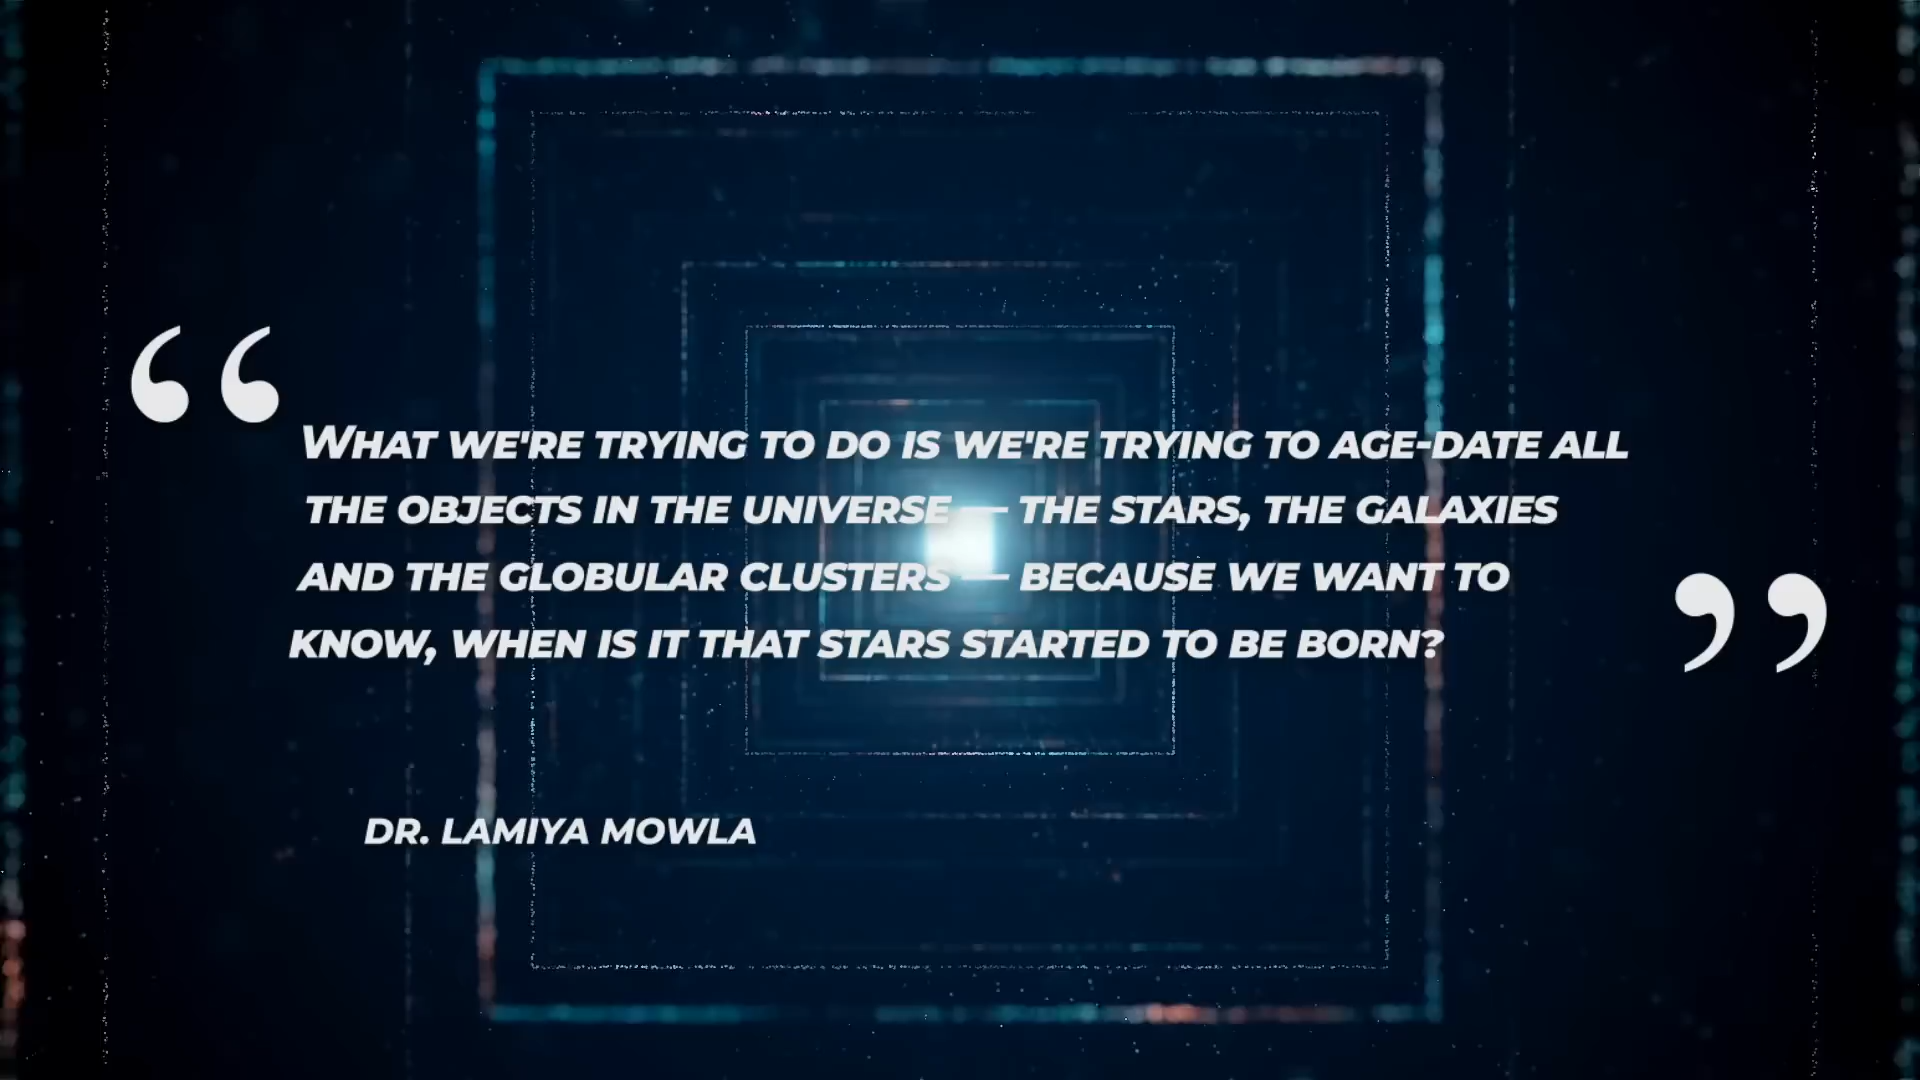 “
WHAT WE'RE TRYING TO DO IS WE'RE TRYING TO AGE-DATE ALL
THE OBJECTS IN THE UNIVERSE — THE STARS, THE GALAXIES
AND THE GLOBULAR CLUSTERS — BECAUSE WE WANT TO
KNOW, WHEN IS IT THAT STARS STARTED TO BE BORN?
”
DR. LAMIYA MOWLA